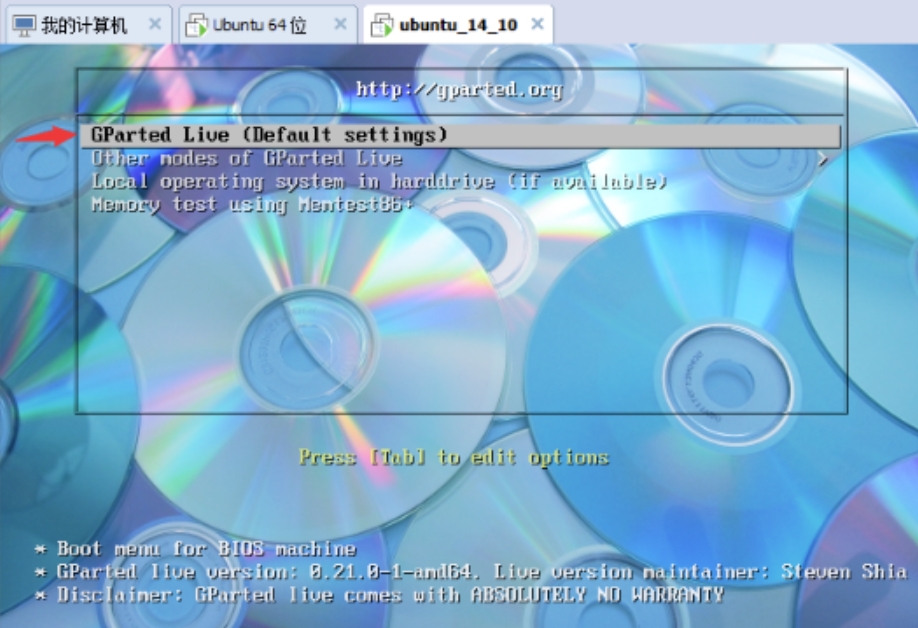 我的计算机
Ubuntu 64 位
ubuntu_14_10
http://gparted.org
GParted Live (Default settings)
Other modes of GParted Live
Local operating system in harddrive (if available)
Memory test using Memtest86+
Press [Tab] to edit options
* Boot menu for BIOS machine
* GParted live version: 0.21.0-1-amd64. Live version maintainer: Steven Shia
* Disclaimer: GParted live comes with ABSOLUTELY NO WARRANTY